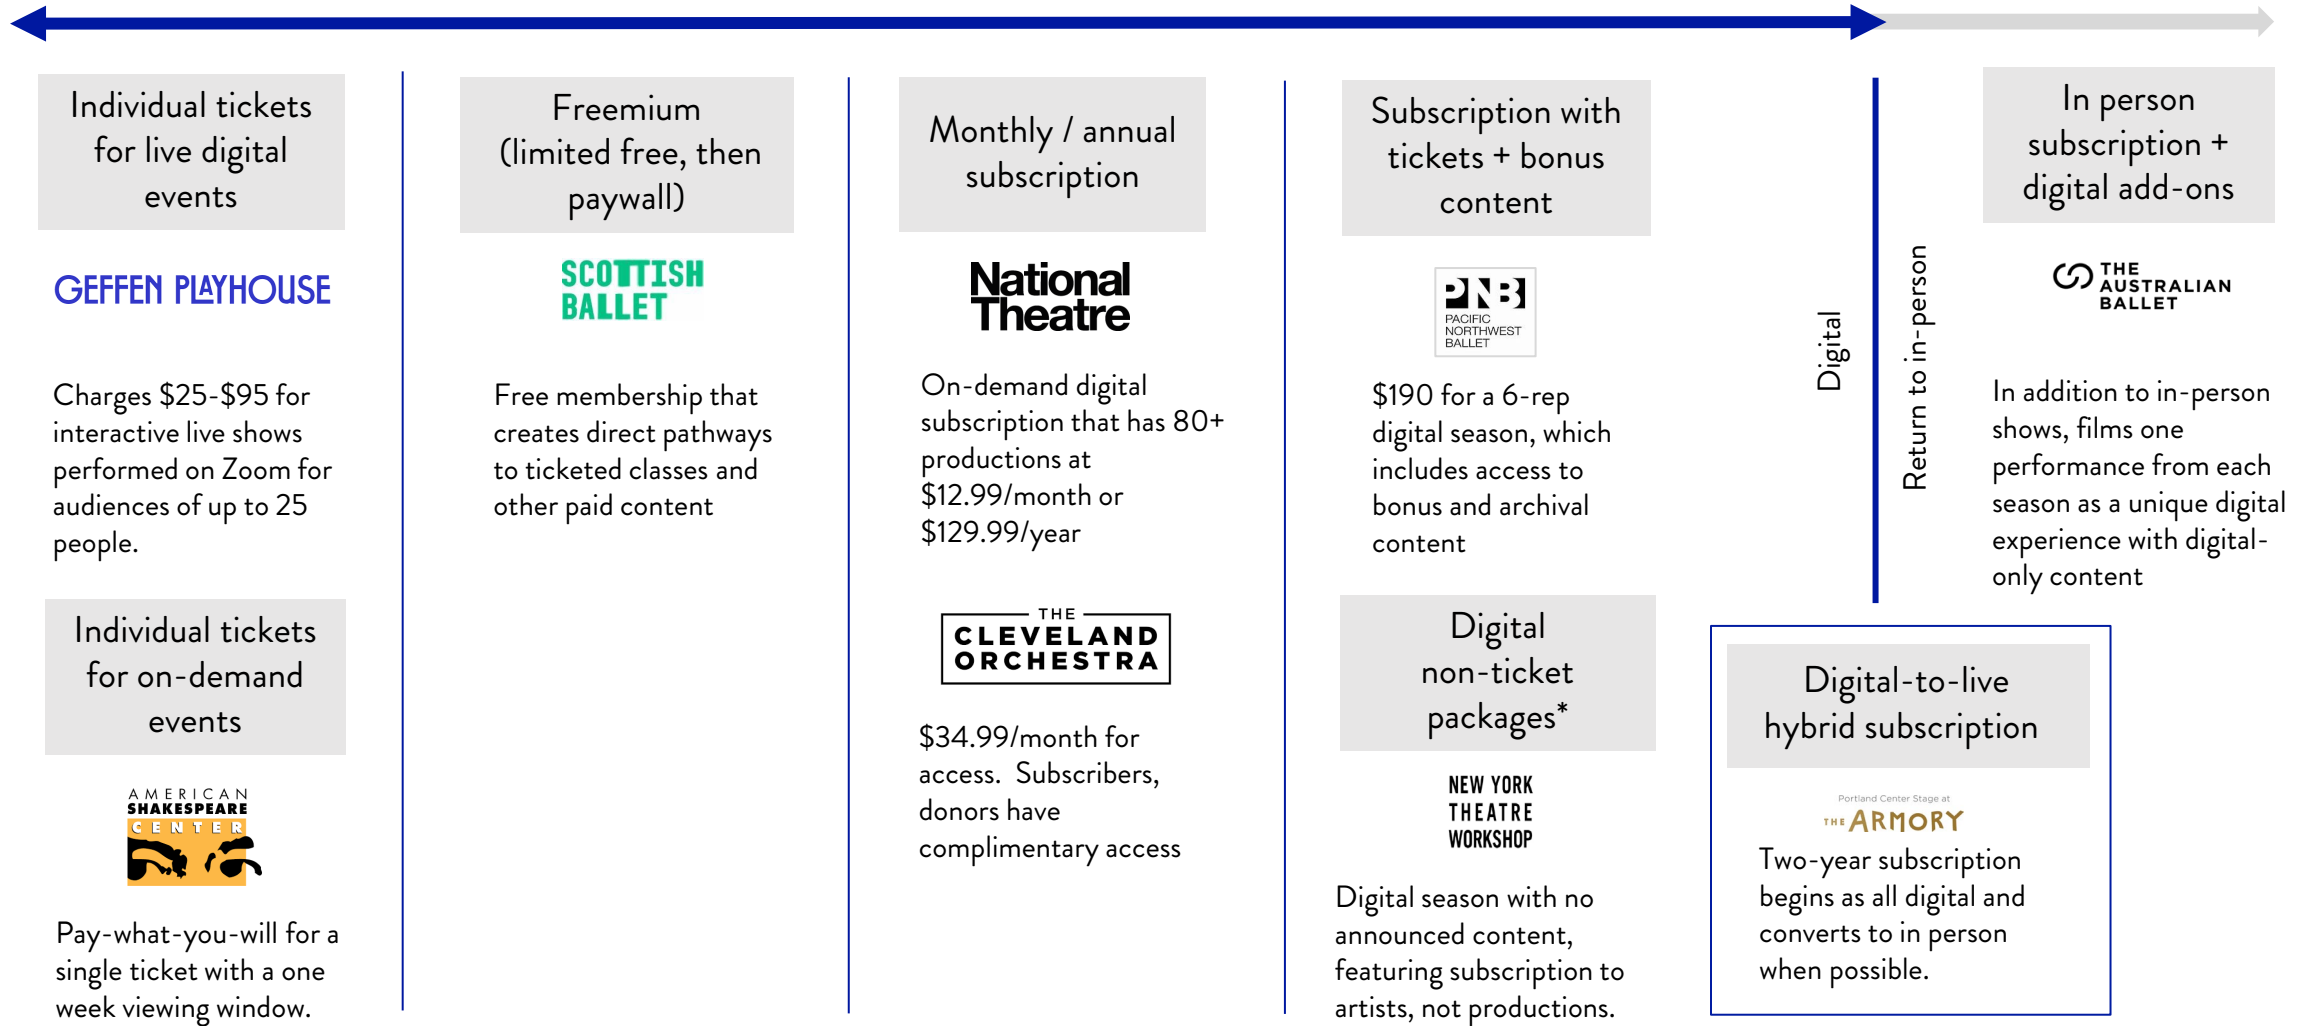 Individual tickets
for live digital
events
GEFFEN PLAYHOUSE
Charges $25-$95 for
interactive live shows
performed on Zoom for
audiences of up to 25
people.
Individual tickets
for on-demand
events
AMERICAN
SHAKESPEARE
CENTER
Pay-what-you-will for a
single ticket with a one
week viewing window.
Freemium
(limited free, then
paywall)
SCOTTISH
BALLET
Free membership that
creates direct pathways
to ticketed classes and
other paid content
Monthly / annual
subscription
National
Theatre
On-demand digital
subscription that has 80+
productions at
$12.99/month or
$129.99/year
THE
CLEVELAND
ORCHESTRA
$34.99/month for
access.  Subscribers,
donors have
complimentary access
Subscription with
tickets + bonus
content
PNB
PACIFIC
NORTHWEST
BALLET
$190 for a 6-rep
digital season, which
includes access to
bonus and archival
content
Digital
non-ticket
packages*
NEW YORK
THEATRE
WORKSHOP
Digital season with no
announced content,
featuring subscription to
artists, not productions.
Digital
Return to in-person
In person
subscription +
digital add-ons
THE
AUSTRALIAN
BALLET
In addition to in-person
shows, films one
performance from each
season as a unique digital
experience with digital-
only content
Digital-to-live
hybrid subscription
Portland Center Stage at
THE ARMORY
Two-year subscription
begins as all digital and
converts to in person
when possible.